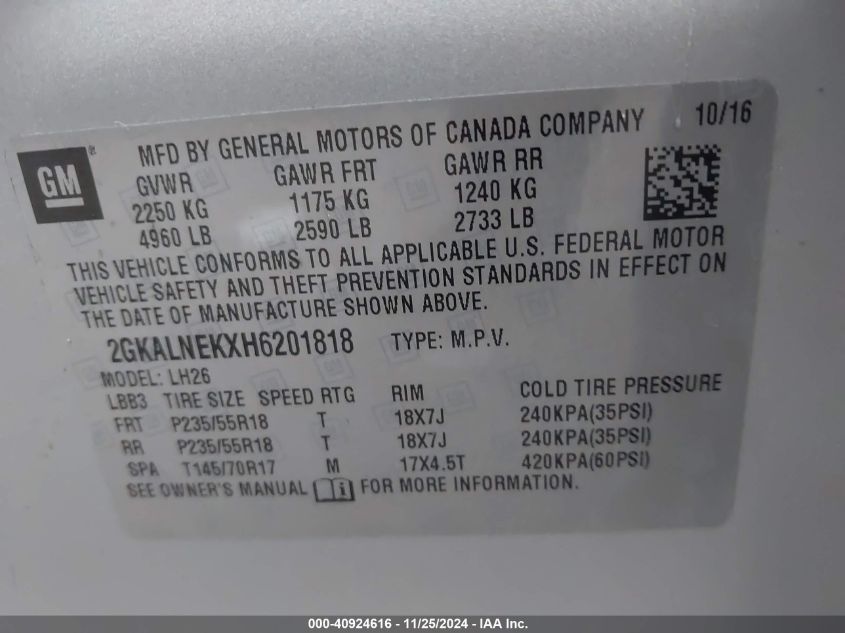 GM ® MFD BY GENERAL MOTORS OF CANADA COMPANY 10/16
GVWR GAWR FRT GAWR RR
2250 KG 1175 KG 1240 KG
4960 LB 2590 LB 2733 LB
THIS VEHICLE CONFORMS TO ALL APPLICABLE U.S. FEDERAL MOTOR
VEHICLE SAFETY AND THEFT PREVENTION STANDARDS IN EFFECT ON
THE DATE OF MANUFACTURE SHOWN ABOVE.
2GKALNEKXH6201818 TYPE: M.P.V.
MODEL: LH26
LBB3 TIRE SIZE SPEED RTG RIM COLD TIRE PRESSURE
FRT P235/55R18 T 18X7J 240KPA(35PSI)
RR P235/55R18 T 18X7J 240KPA(35PSI)
SPA T145/70R17 M 17X4.5T 420KPA(60PSI)
SEE OWNER'S MANUAL i FOR MORE INFORMATION.
000-40924616 - 11/25/2024 - IAA Inc.